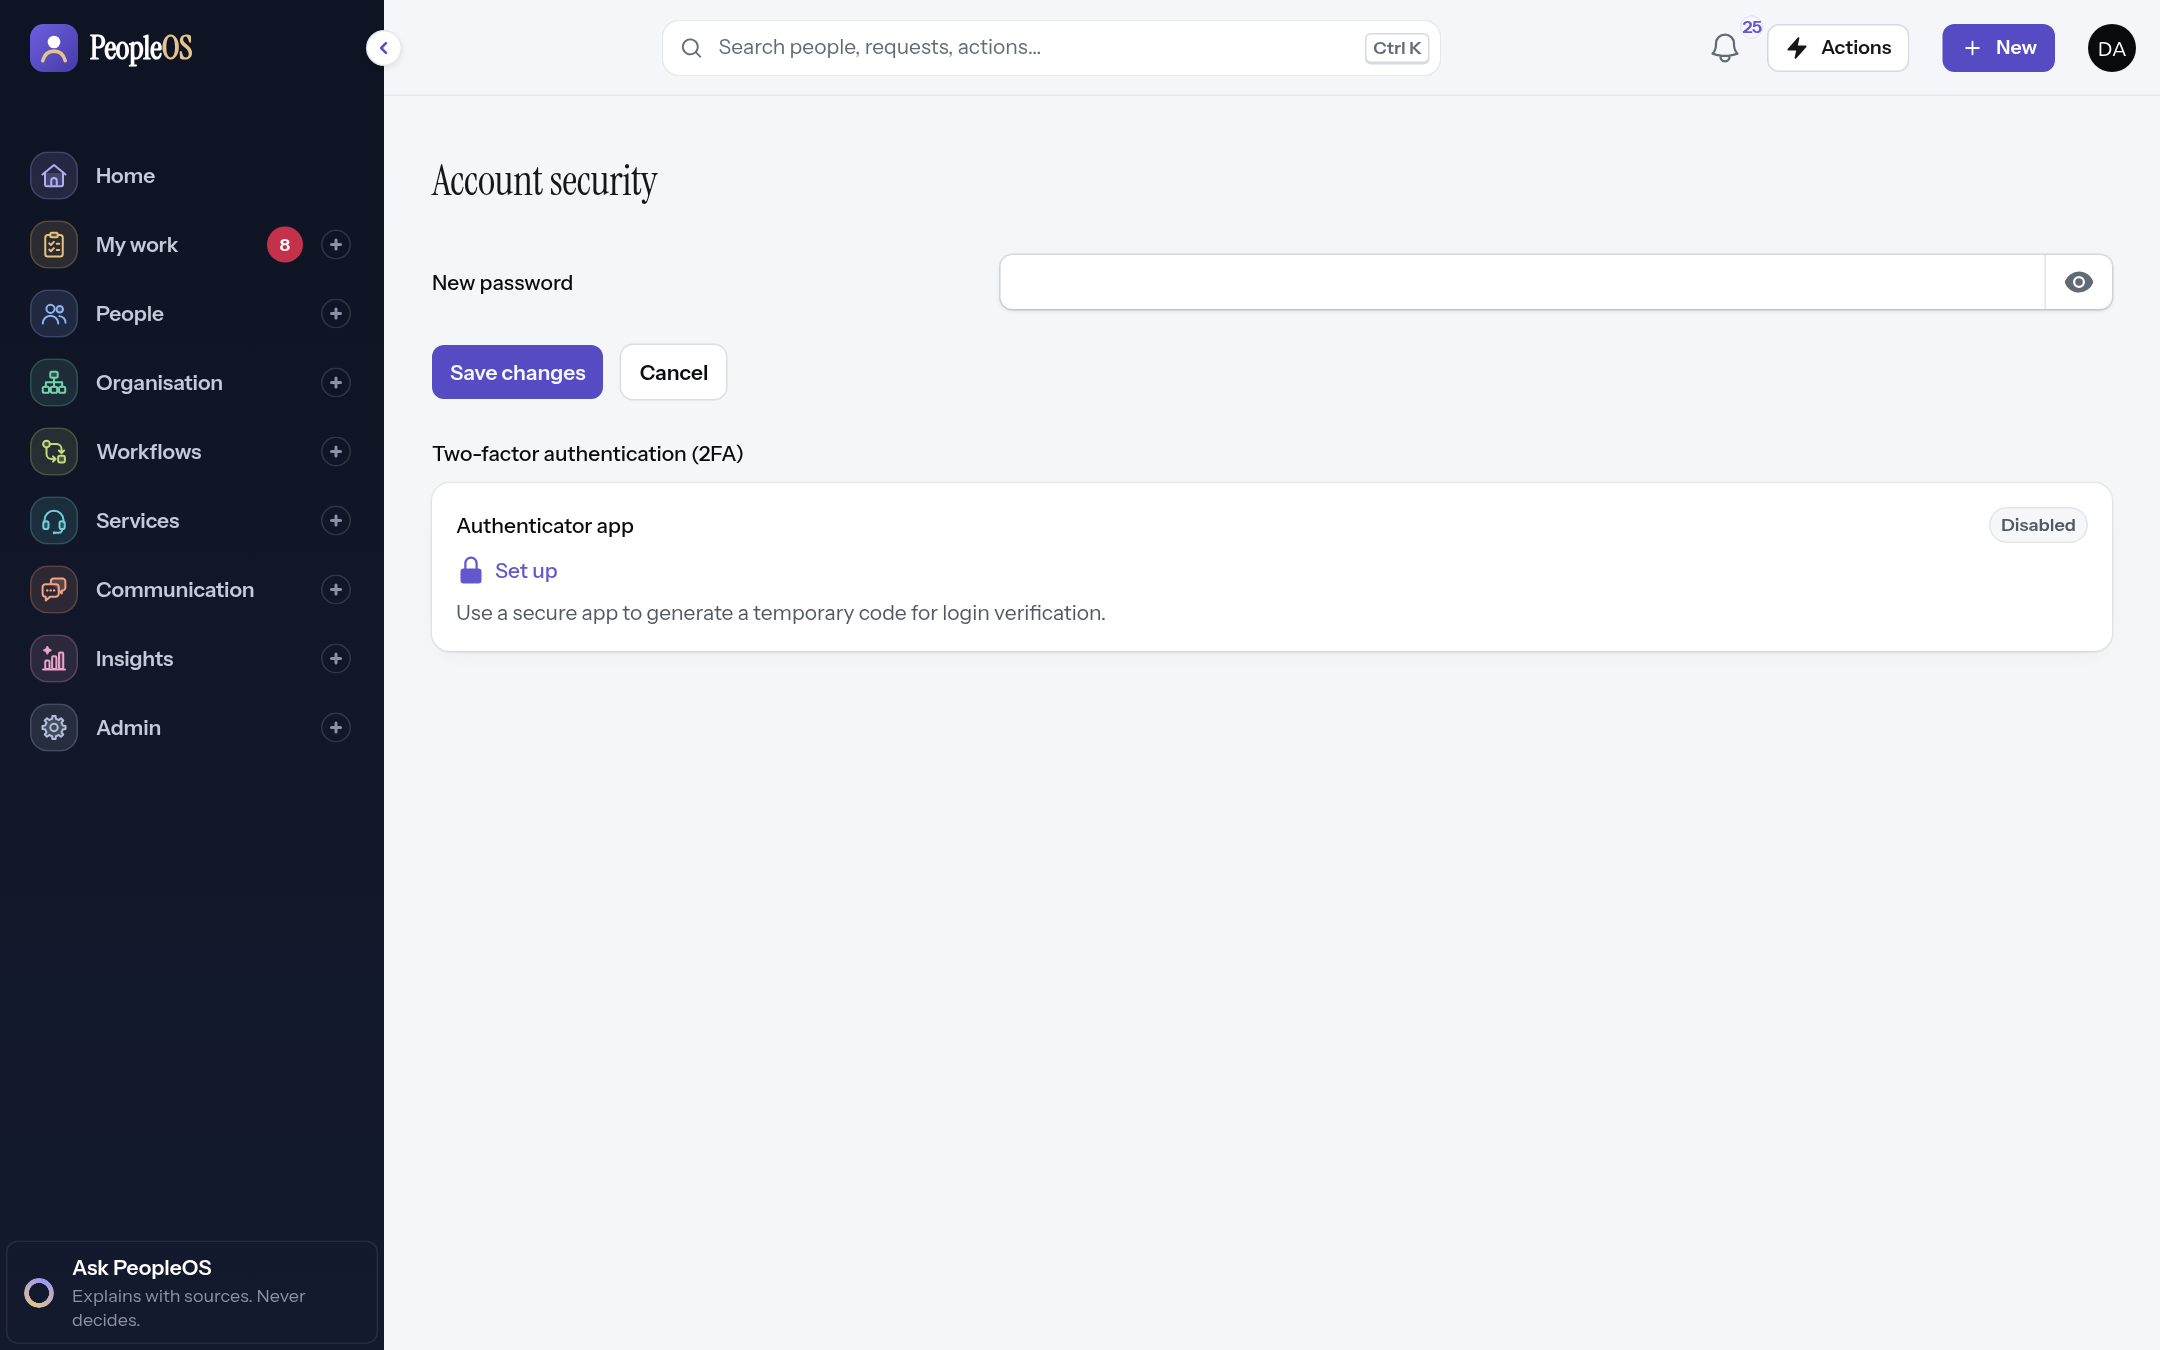 PeopleOS
Search people, requests, actions...
Ctrl K
25
Actions
New
DA
Home
My work
8
People
Organisation
Workflows
Services
Communication
Insights
Admin
Ask PeopleOS
Explains with sources. Never
decides.
Account security
New password
Save changes
Cancel
Two-factor authentication (2FA)
Authenticator app
Disabled
Set up
Use a secure app to generate a temporary code for login verification.